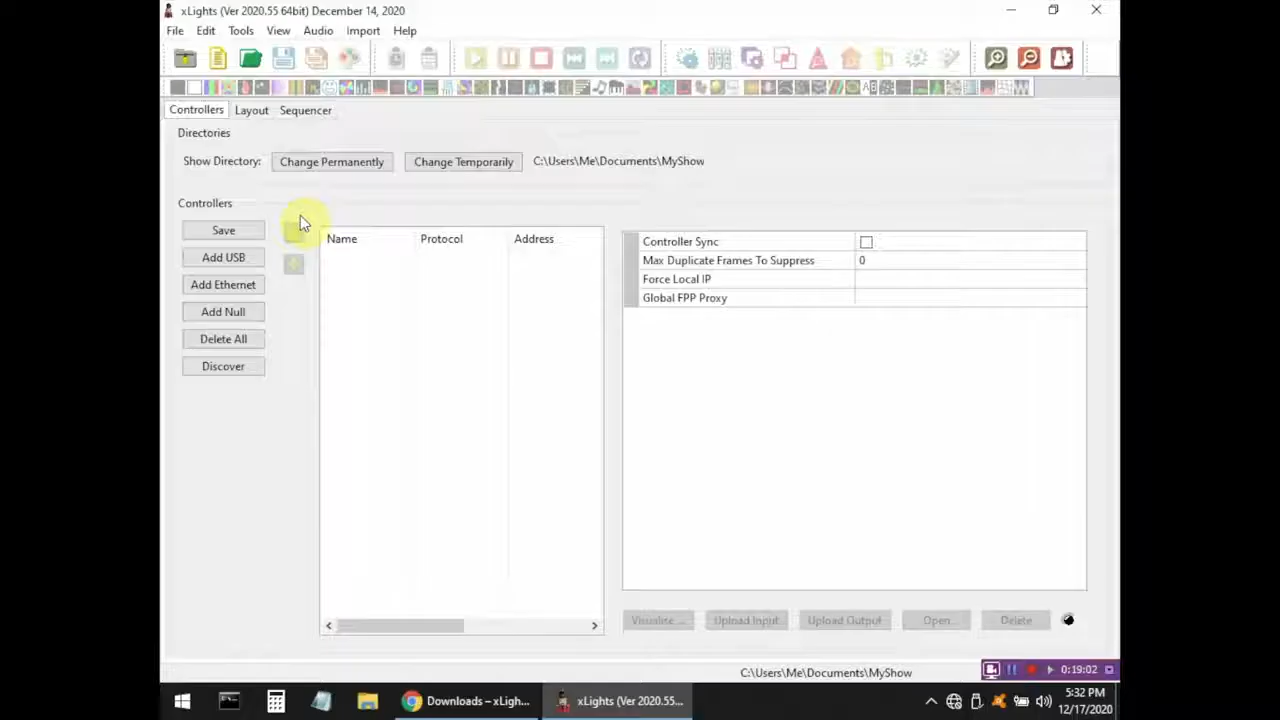 xLights (Ver 2020.55 64bit) December 14, 2020
File Edit Tools View Audio Import Help
Controllers Layout Sequencer
Directories
Show Directory: Change Permanently Change Temporarily C:\Users\Me\Documents\MyShow
Controllers
Save
Add USB
Add Ethernet
Add Null
Delete All
Discover
Name Protocol Address
Controller Sync
Max Duplicate Frames To Suppress 0
Force Local IP
Global FPP Proxy
Visualise ... Upload Input Upload Output Open Delete
C:\Users\Me\Documents\MyShow
0:19:02
Downloads – xLigh...
xLights (Ver 2020.55...
5:32 PM
12/17/2020